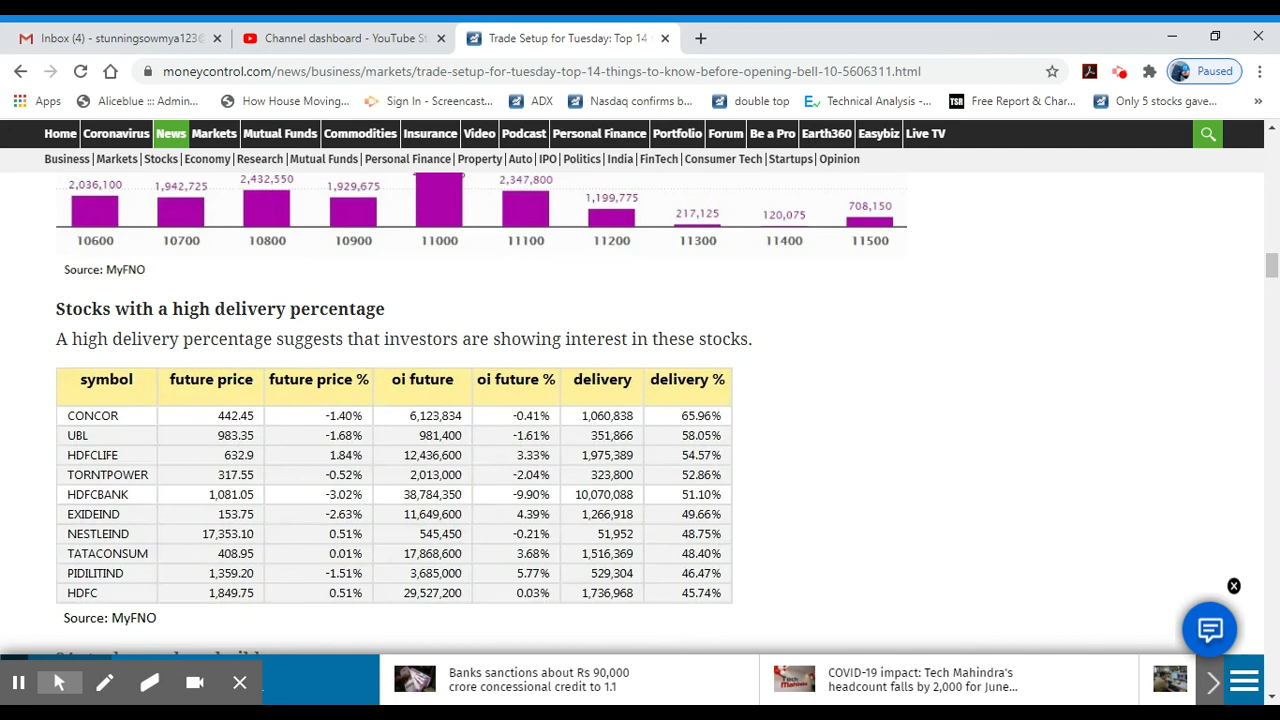 Inbox (4) - stunningsowmya123@
Channel dashboard - YouTube St
Trade Setup for Tuesday: Top 14
moneycontrol.com/news/business/markets/trade-setup-for-tuesday-top-14-things-to-know-before-opening-bell-10-5606311.html
Paused
Apps Aliceblue ::: Admin... How House Moving... Sign In - Screencast... ADX Nasdaq confirms b... double top Technical Analysis -... TSR Free Report & Char... Only 5 stocks gave... »
Home Coronavirus News Markets Mutual Funds Commodities Insurance Video Podcast Personal Finance Portfolio Forum Be a Pro Earth360 Easybiz Live TV
Business | Markets | Stocks | Economy | Research | Mutual Funds | Personal Finance | Property | Auto | IPO | Politics | India | FinTech | Consumer Tech | Startups | Opinion
2,036,100 1,942,725 2,432,550 1,929,675 2,347,800 1,199,775 217,125 120,075 708,150
10600 10700 10800 10900 11000 11100 11200 11300 11400 11500
Source: MyFNO
Stocks with a high delivery percentage
A high delivery percentage suggests that investors are showing interest in these stocks.
symbol future price future price % oi future oi future % delivery delivery %
CONCOR 442.45 -1.40% 6,123,834 -0.41% 1,060,838 65.96%
UBL 983.35 -1.68% 981,400 -1.61% 351,866 58.05%
HDFCLIFE 632.9 1.84% 12,436,600 3.33% 1,975,389 54.57%
TORNTPOWER 317.55 -0.52% 2,013,000 -2.04% 323,800 52.86%
HDFCBANK 1,081.05 -3.02% 38,784,350 -9.90% 10,070,088 51.10%
EXIDEIND 153.75 -2.63% 11,649,600 4.39% 1,266,918 49.66%
NESTLEIND 17,353.10 0.51% 545,450 -0.21% 51,952 48.75%
TATACONSUM 408.95 0.01% 17,868,600 3.68% 1,516,369 48.40%
PIDILITIND 1,359.20 -1.51% 3,685,000 5.77% 529,304 46.47%
HDFC 1,849.75 0.51% 29,527,200 0.03% 1,736,968 45.74%
Source: MyFNO
Banks sanctions about Rs 90,000
crore concessional credit to 1.1
COVID-19 impact: Tech Mahindra's
headcount falls by 2,000 for June...